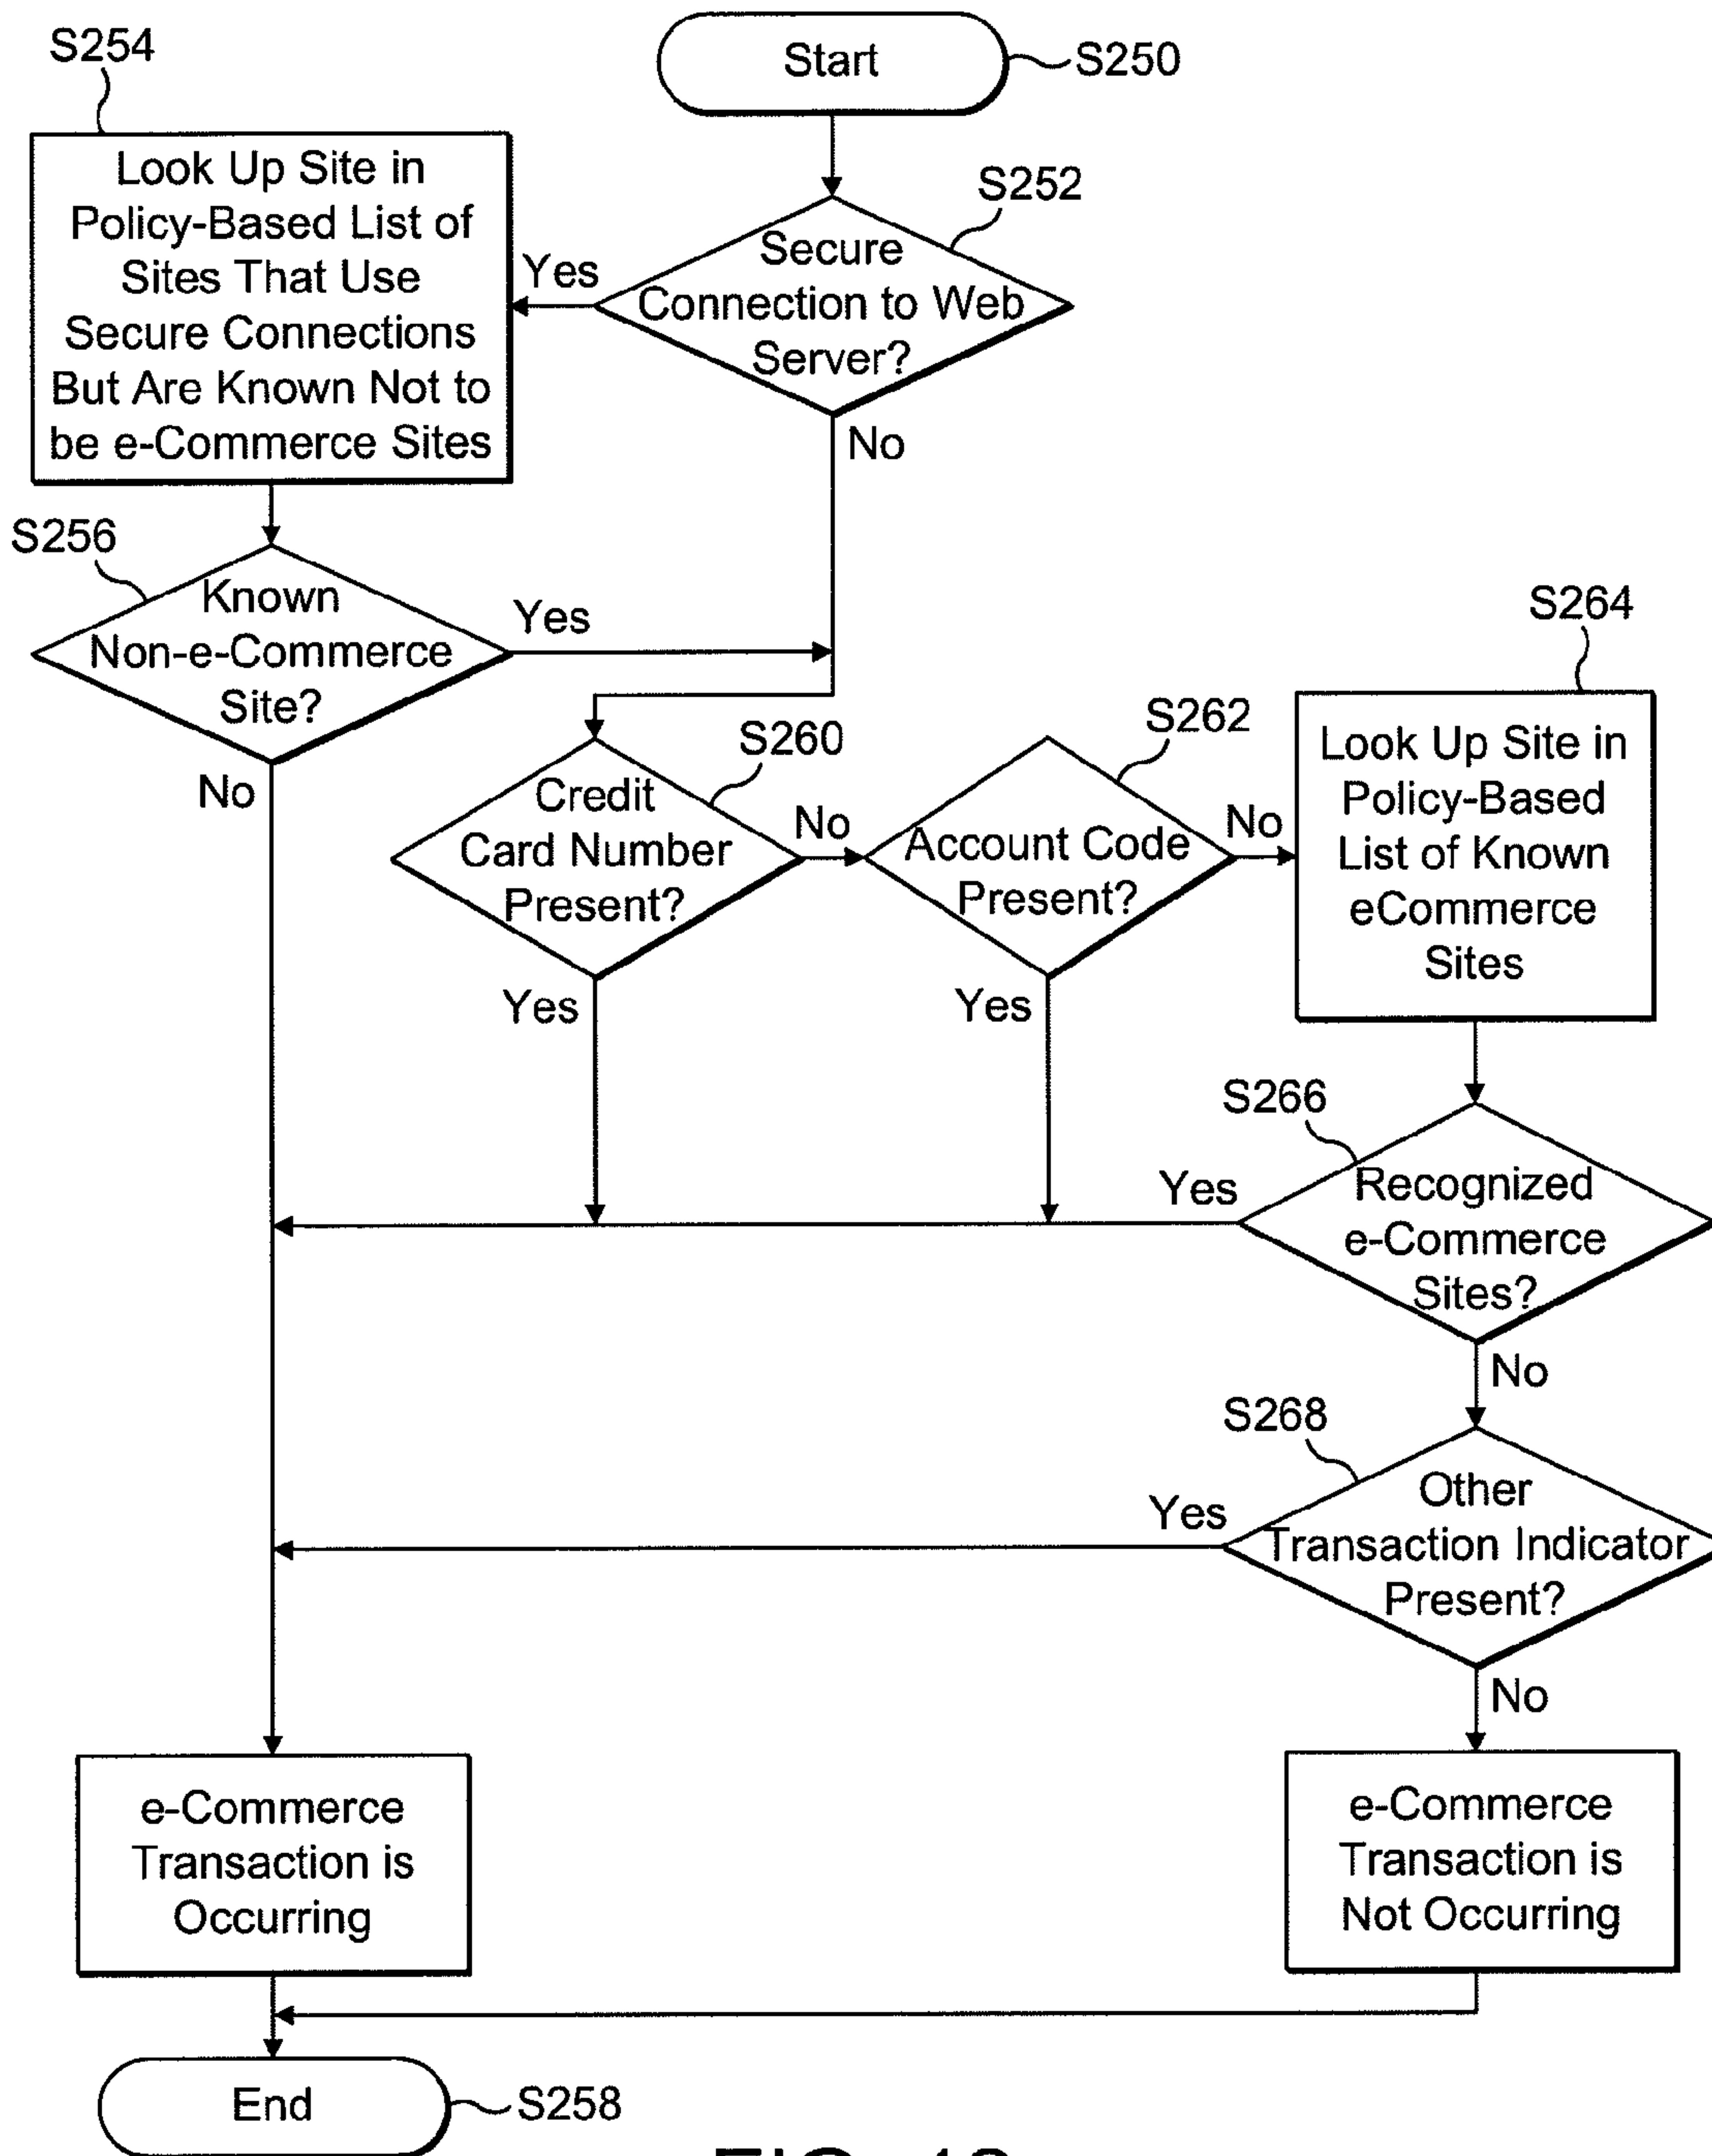 S254
Start
S250
Look Up Site in
Policy-Based List of
Sites That Use
Secure Connections
But Are Known Not to
be e-Commerce Sites
S252
Secure
Connection to Web
Server?
Yes
No
S256
Known
Non-e-Commerce
Site?
Yes
No
S260
Credit
Card Number
Present?
No
Yes
S262
Account Code
Present?
No
Yes
S264
Look Up Site in
Policy-Based
List of Known
eCommerce
Sites
S266
Recognized
e-Commerce
Sites?
Yes
No
S268
Other
Transaction Indicator
Present?
Yes
No
e-Commerce
Transaction is
Occurring
e-Commerce
Transaction is
Not Occurring
End
S258